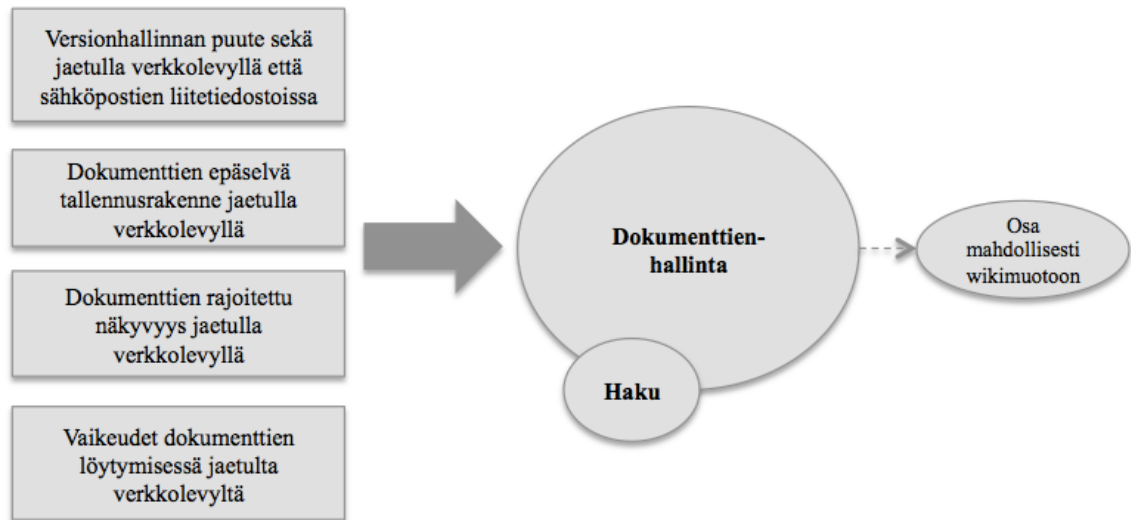 Versionhallinnan puute sekä
jaetulla verkkolevyllä että
sähköpostien liitetiedostoissa
Dokumenttien epäselvä
tallennusrakenne jaetulla
verkkolevyllä
Dokumenttien rajoitettu
näkyvyys jaetulla
verkkolevyllä
Vaikeudet dokumenttien
löytymisessä jaetulta
verkkolevyltä
Dokumenttien-
hallinta
Haku
Osa
mahdollisesti
wikimuotoon